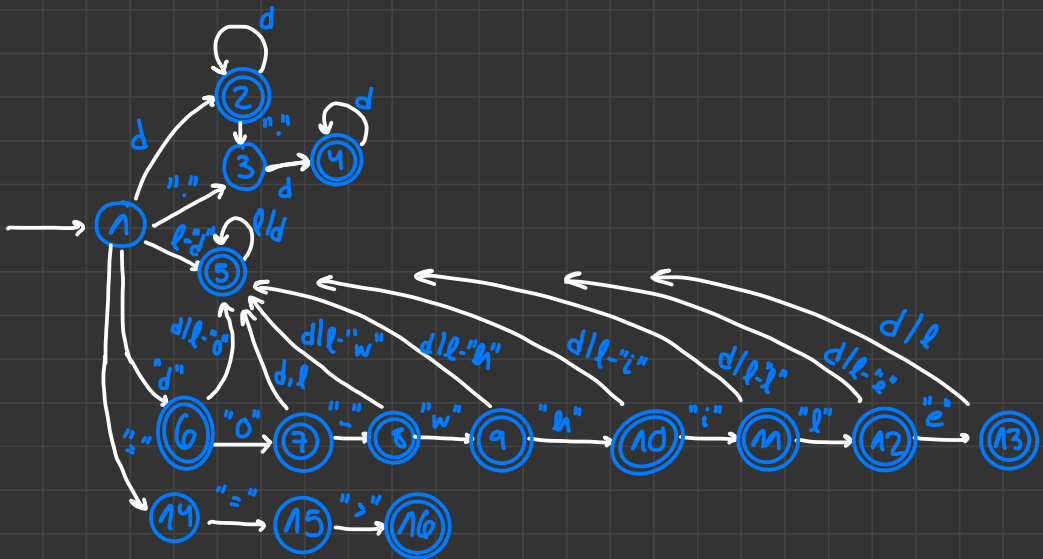 d
2
"."
d
d
4
3
d
"."
1
l-"d"
l/d
5
d/l-"o"
d,l
d/l-"w"
d/l-"h"
d/l-"i"
d/l-"l"
d/l-"e"
d/l
"d"
6
"o"
7
"-"
8
"w"
9
"h"
10
"i"
11
"l"
12
"e"
13
14
"="
15
">"
16